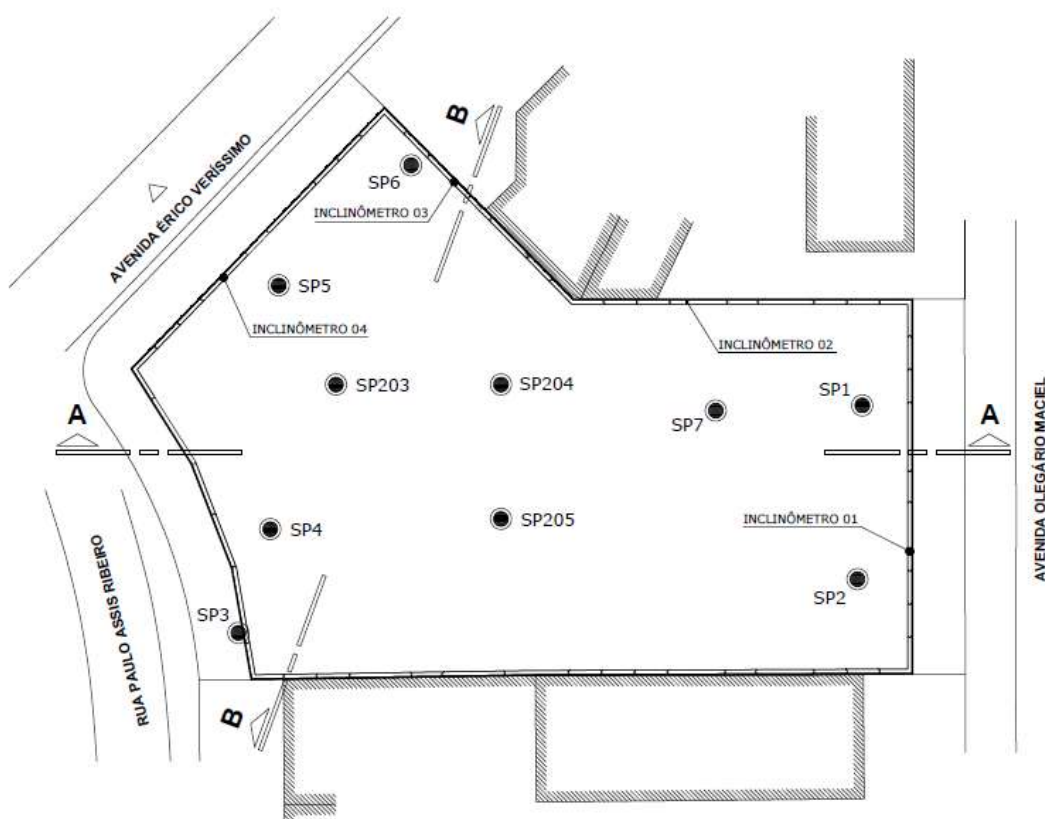 B
AVENIDA ÉRICO VERÍSSIMO
SP6
INCLINÔMETRO 03
SP5
INCLINÔMETRO 04
INCLINÔMETRO 02
SP203
SP204
SP7
SP1
A
A
AVENIDA OLEGÁRIO MACIEL
SP4
SP205
INCLINÔMETRO 01
SP2
RUA PAULO ASSIS RIBEIRO
SP3
B